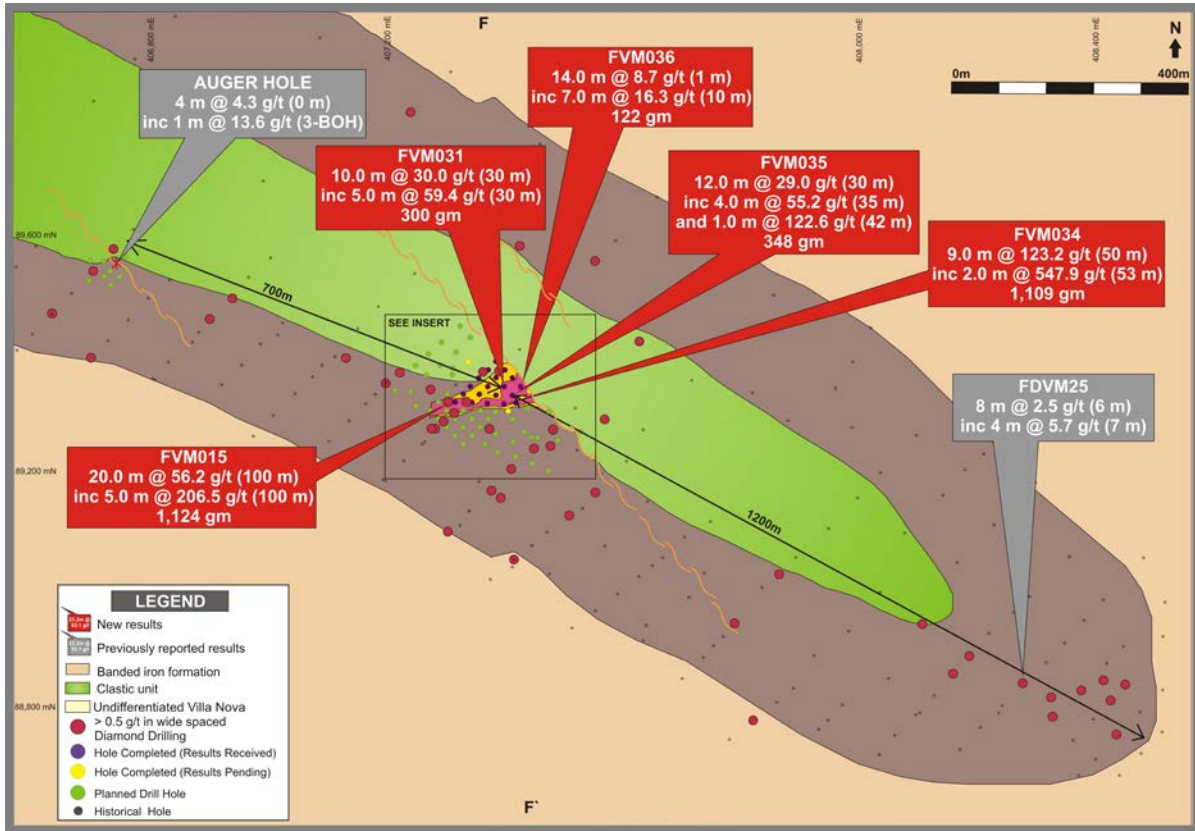 F
N
406,800 mE
407,200 mE
408,000 mE
408,400 mE
0m
400m
AUGER HOLE
4 m @ 4.3 g/t (0 m)
inc 1 m @ 13.6 g/t (3-BOH)
FVM036
14.0 m @ 8.7 g/t (1 m)
inc 7.0 m @ 16.3 g/t (10 m)
122 gm
FVM031
10.0 m @ 30.0 g/t (30 m)
inc 5.0 m @ 59.4 g/t (30 m)
300 gm
FVM035
12.0 m @ 29.0 g/t (30 m)
inc 4.0 m @ 55.2 g/t (35 m)
and 1.0 m @ 122.6 g/t (42 m)
348 gm
FVM034
9.0 m @ 123.2 g/t (50 m)
inc 2.0 m @ 547.9 g/t (53 m)
1,109 gm
89,600 mN
700m
SEE INSERT
FDVM25
8 m @ 2.5 g/t (6 m)
inc 4 m @ 5.7 g/t (7 m)
FVM015
20.0 m @ 56.2 g/t (100 m)
inc 5.0 m @ 206.5 g/t (100 m)
1,124 gm
89,200 mN
1200m
LEGEND
New results
Previously reported results
Banded iron formation
Clastic unit
Undifferentiated Villa Nova
> 0.5 g/t in wide spaced
Diamond Drilling
Hole Completed (Results Received)
Hole Completed (Results Pending)
Planned Drill Hole
Historical Hole
88,800 mN
F`